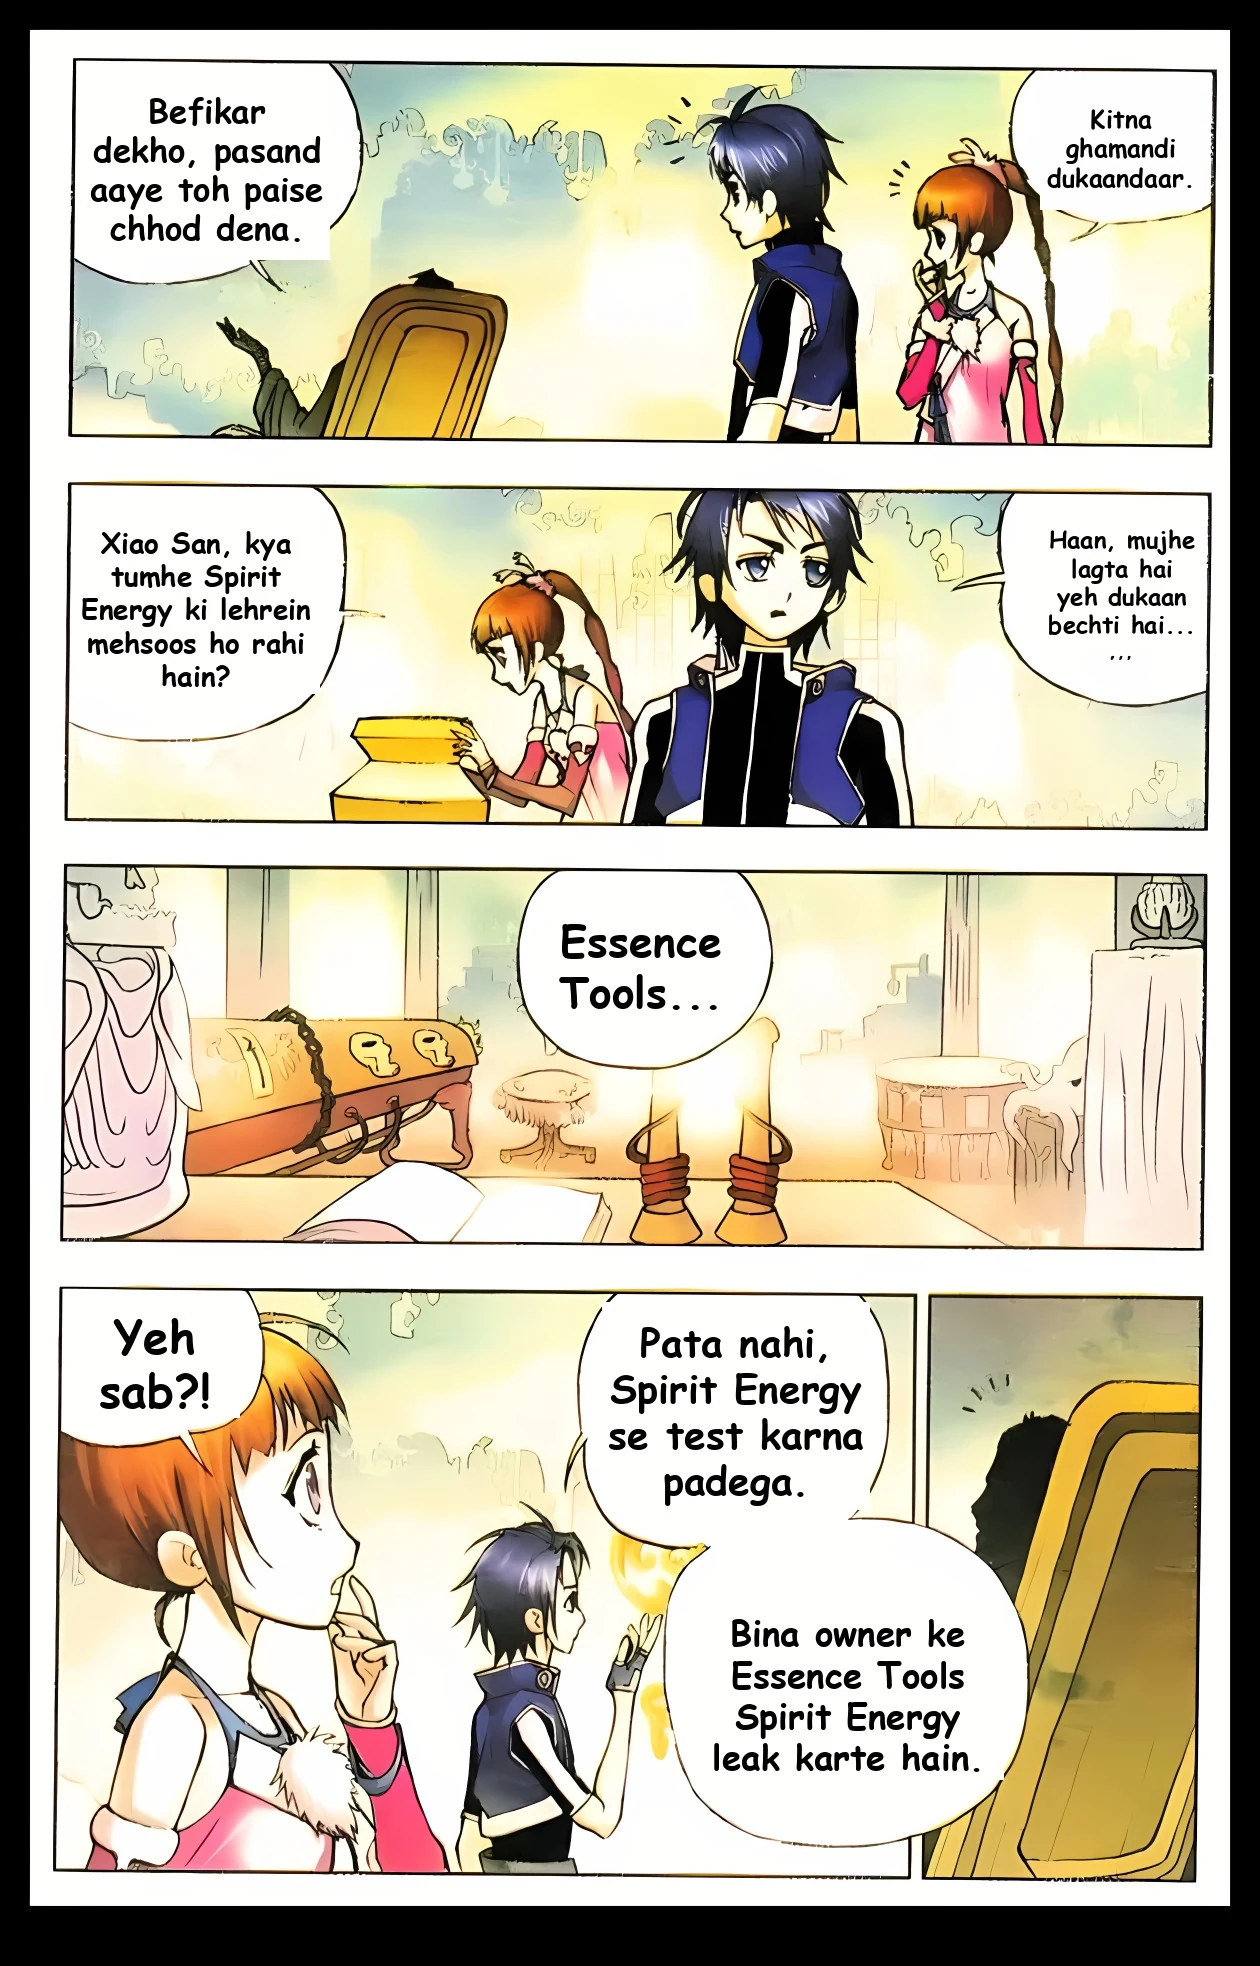 Befikar
dekho, pasand
aaye toh paise
chhod dena.
Kitna
ghamandi
dukaandaar.
Xiao San, kya
tumhe Spirit
Energy ki lehrein
mehsoos ho rahi
hain?
Haan, mujhe
lagta hai
yeh dukaan
bechti hai...
...
Essence
Tools...
Yeh
sab?!
Pata nahi,
Spirit Energy
se test karna
padega.
Bina owner ke
Essence Tools
Spirit Energy
leak karte hain.